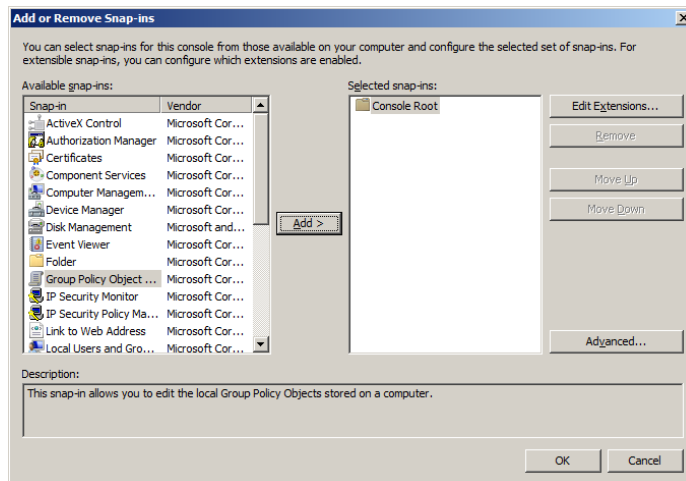 Add or Remove Snap-ins
You can select snap-ins for this console from those available on your computer and configure the selected set of snap-ins. For
extensible snap-ins, you can configure which extensions are enabled.
Available snap-ins:
Snap-in Vendor
ActiveX Control Microsoft Cor...
Authorization Manager Microsoft Cor...
Certificates Microsoft Cor...
Component Services Microsoft Cor...
Computer Managem... Microsoft Cor...
Device Manager Microsoft Cor...
Disk Management Microsoft and...
Event Viewer Microsoft Cor...
Folder Microsoft Cor...
Group Policy Object ... Microsoft Cor...
IP Security Monitor Microsoft Cor...
IP Security Policy Ma... Microsoft Cor...
Link to Web Address Microsoft Cor...
Local Users and Gro... Microsoft Cor...
Add >
Selected snap-ins:
Console Root
Edit Extensions...
Remove
Move Up
Move Down
Advanced...
Description:
This snap-in allows you to edit the local Group Policy Objects stored on a computer.
OK Cancel